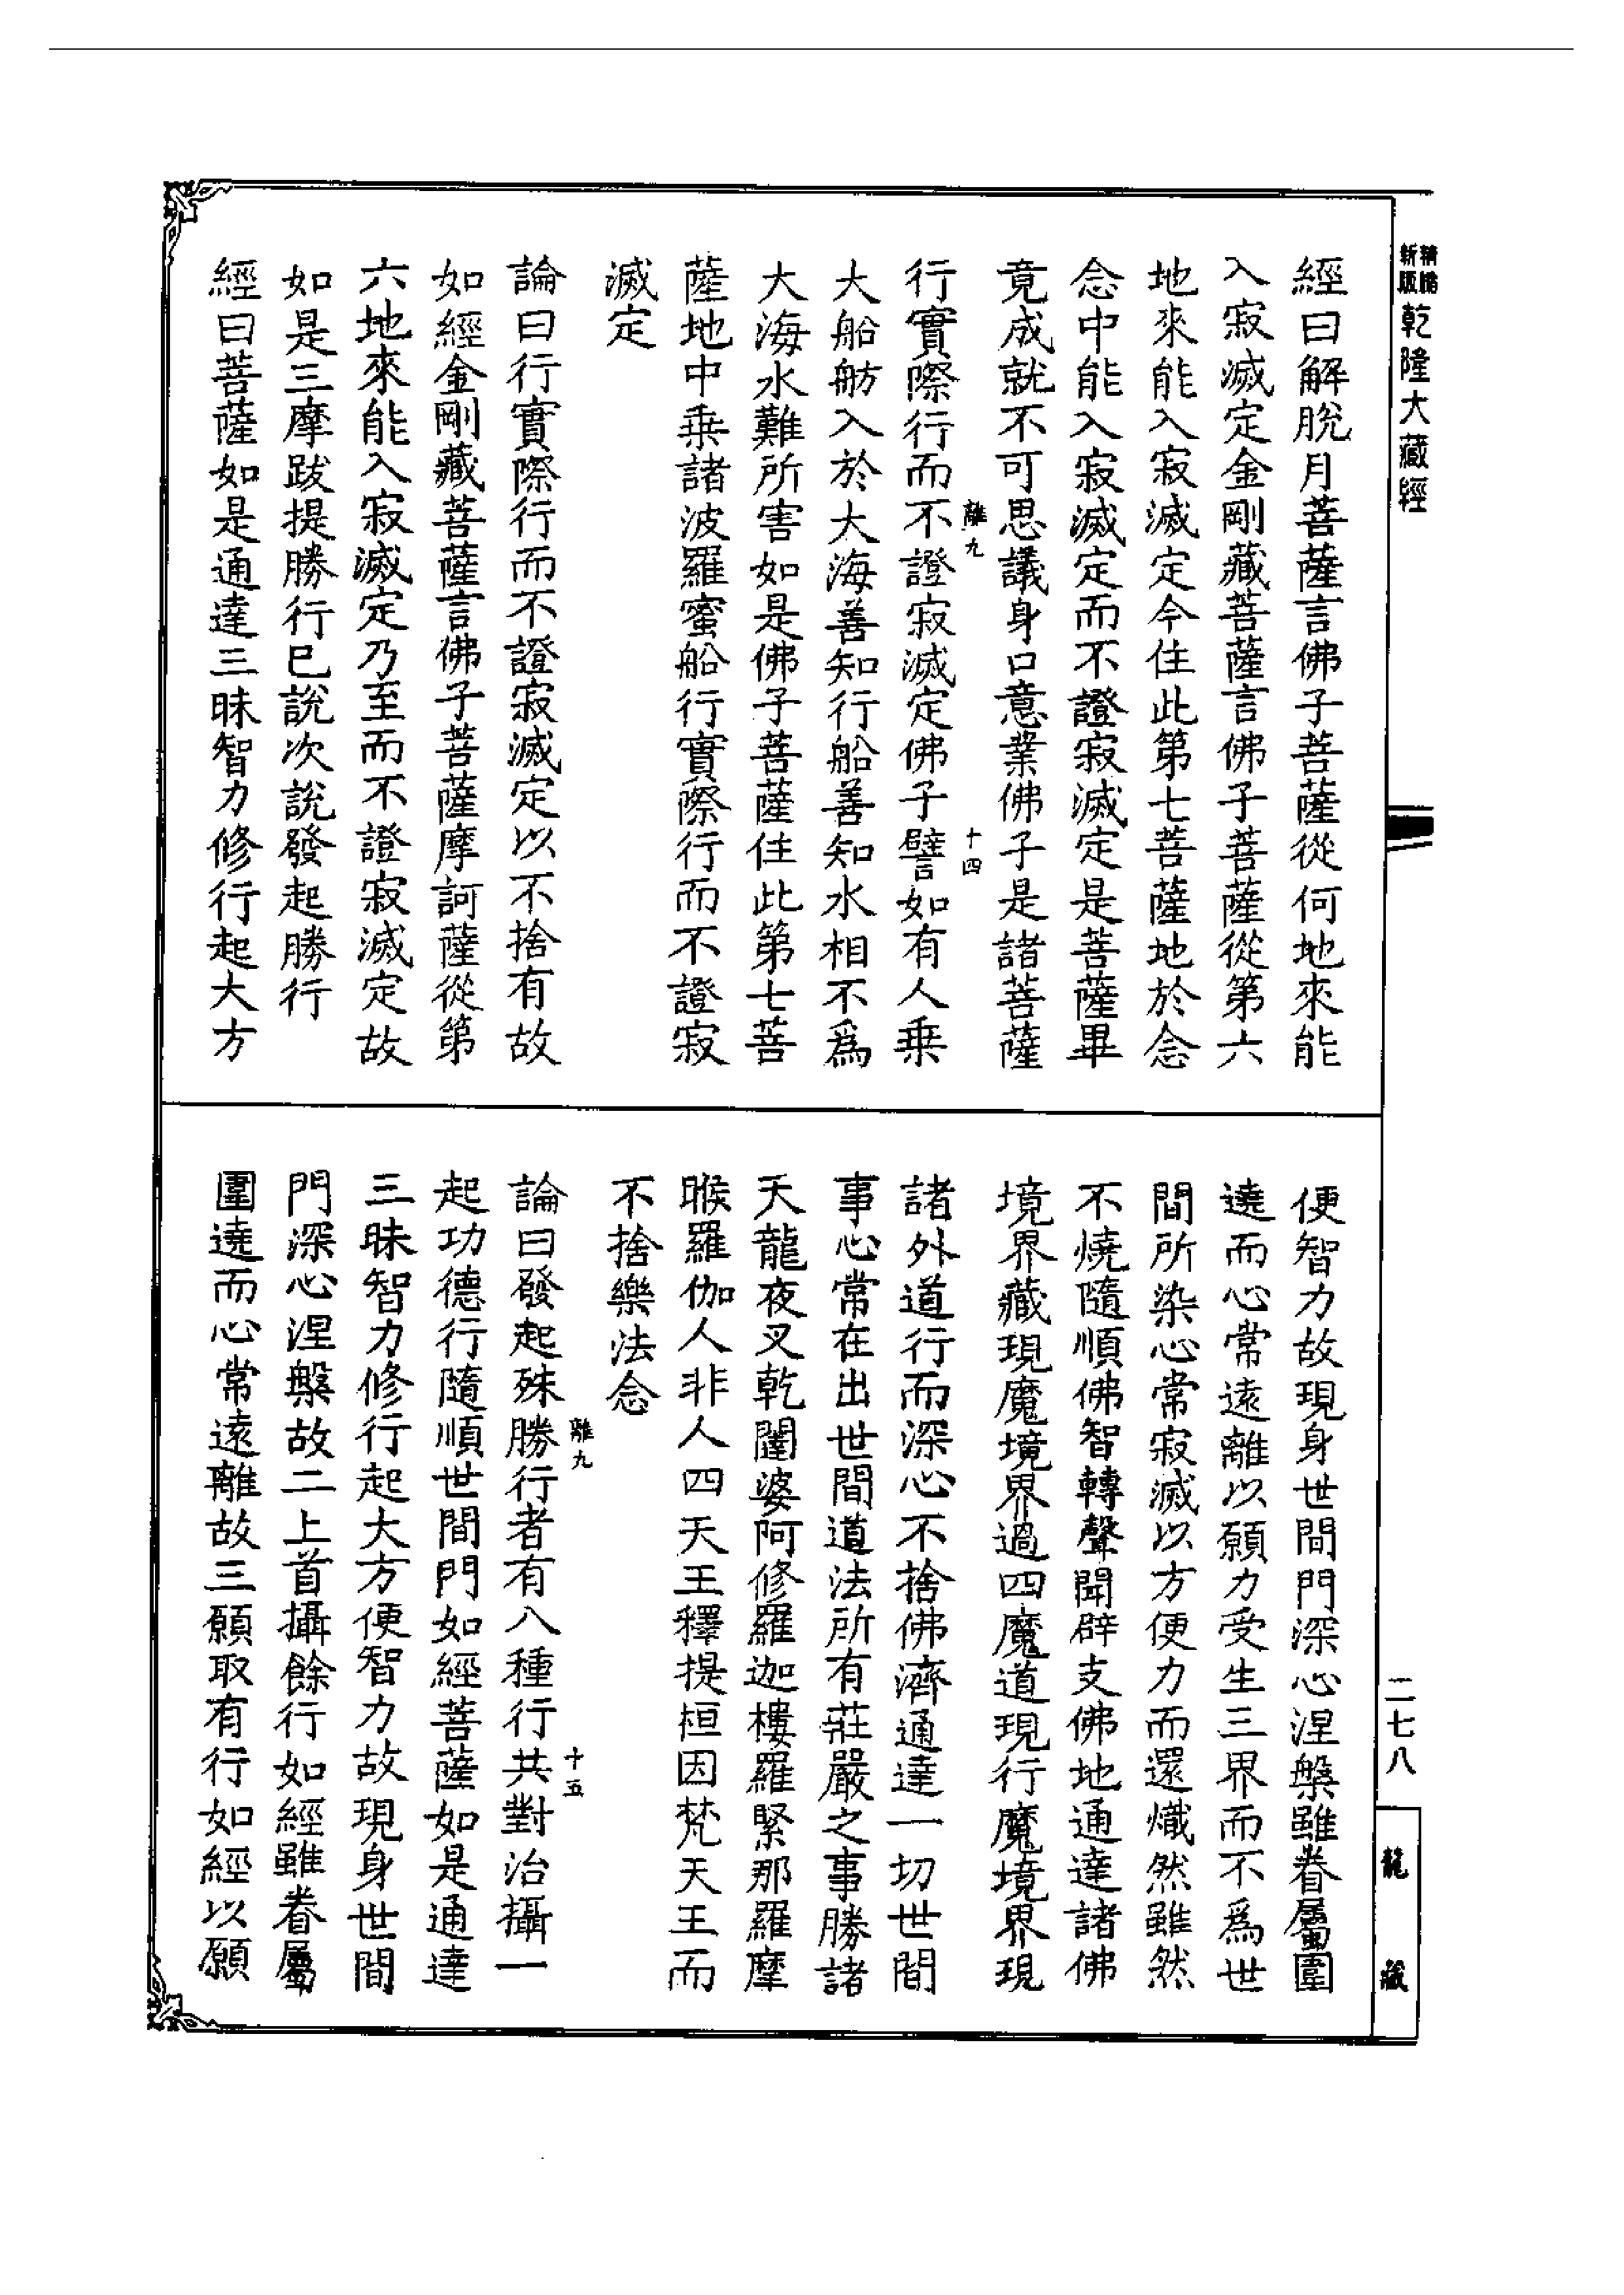 精縮新版乾隆大藏經
經曰解脫月菩薩言佛子菩薩從何地來能
入寂滅定金剛藏菩薩言佛子菩薩從第六
地來能入寂滅定今住此第七菩薩地於念
念中能入寂滅定而不證寂滅定是菩薩畢
竟成就不可思議身口意業佛子是諸菩薩
離九 十四
行實際行而不證寂滅定佛子譬如有人乗
大船舫入於大海善知行船善知水相不爲
大海水難所害如是佛子菩薩住此第七菩
薩地中乗諸波羅蜜船行實際行而不證寂
滅定
論曰行實際行而不證寂滅定以不捨有故
如經金剛藏菩薩言佛子菩薩摩訶薩從第
六地來能入寂滅定乃至而不證寂滅定故
如是三摩跋提勝行巳說次說發起勝行
經曰菩薩如是通達三昧智力修行起大方
便智力故現身世間門深心涅槃雖眷屬圍
遶而心常遠離以願力受生三界而不爲世
間所染心常寂滅以方便力而還熾然雖然
不燒隨順佛智轉聲聞辟支佛地通達諸佛
境界藏現魔境界過四魔道現行魔境界現
諸外道行而深心不捨佛濟通達一切世間
事心常在出世間道法所有莊嚴之事勝諸
天龍夜叉乾闥婆阿修羅迦樓羅緊那羅摩
睺羅伽人非人四天王釋提桓因梵天王而
不捨樂法念
離九 十五
論曰發起殊勝行者有八種行共對治攝一
起功德行隨順世間門如經菩薩如是通達
三昧智力修行起大方便智力故現身世間
門深心涅槃故二上首攝餘行如經雖眷屬
圍遶而心常遠離故三願取有行如經以願
二七八
龍藏